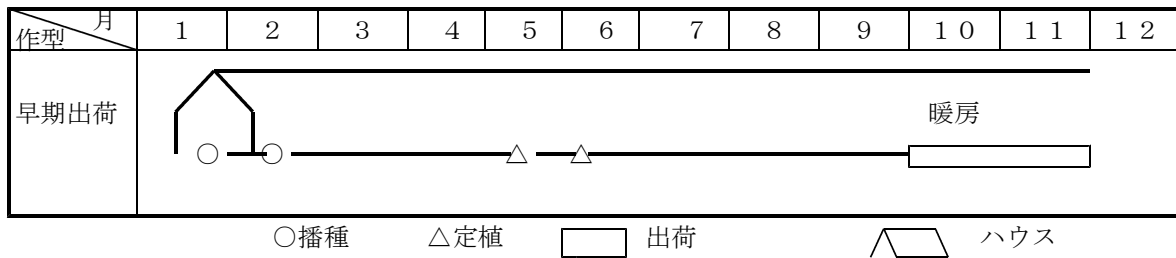 月
作型 １ ２ ３ ４ ５ ６ ７ ８ ９ １０ １１ １２
早期出荷 暖房
○播種 △定植 出荷 ハウス